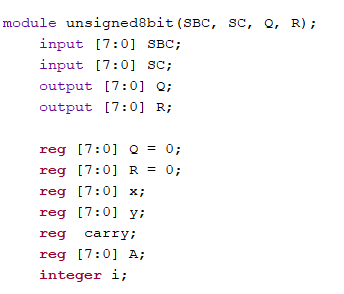 module unsigned8bit(SBC, SC, Q, R);
    input [7:0] SBC;
    input [7:0] SC;
    output [7:0] Q;
    output [7:0] R;

    reg [7:0] Q = 0;
    reg [7:0] R = 0;
    reg [7:0] x;
    reg [7:0] y;
    reg  carry;
    reg [7:0] A;
    integer i;